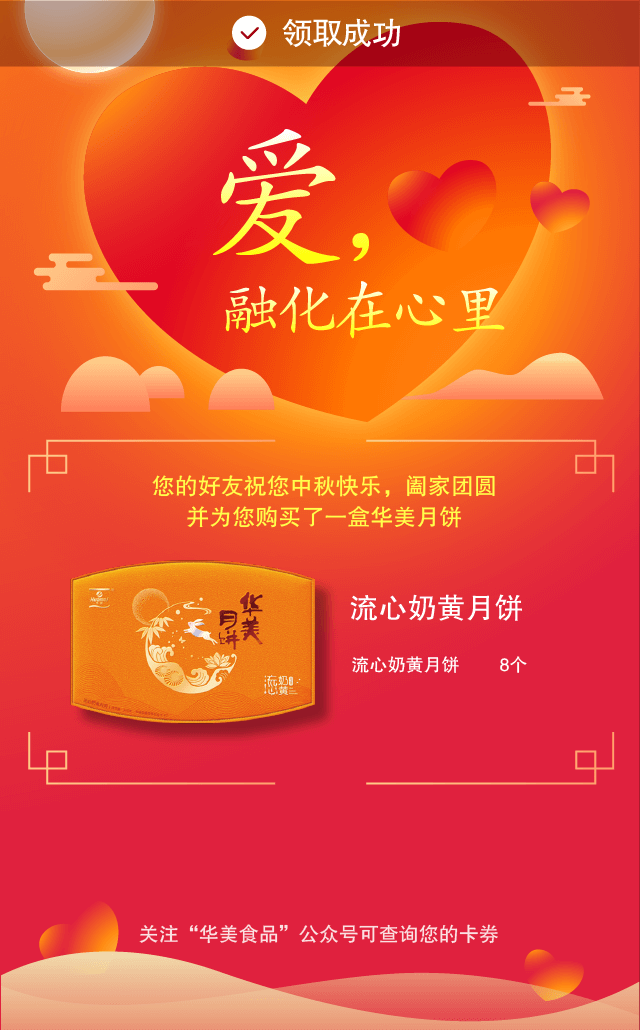 领取成功
爱，
融化在心里
您的好友祝您中秋快乐，阖家团圆
并为您购买了一盒华美月饼
华美
月饼
流心
奶黄
流心奶黄月饼
流心奶黄月饼 8个
关注“华美食品”公众号可查询您的卡券